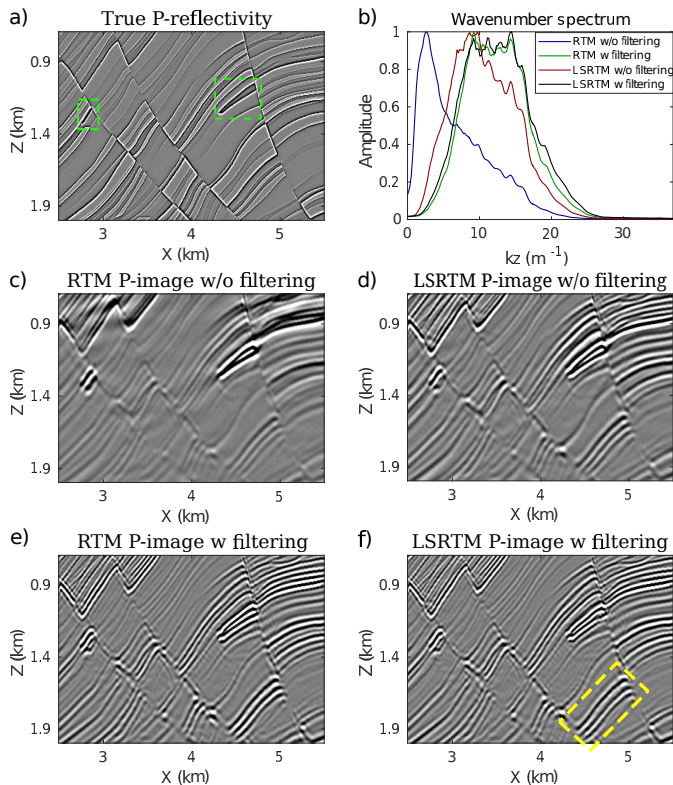 a)
True P-reflectivity
0.9
1.4
1.9
Z (km)
3
4
5
X (km)
b)
Wavenumber spectrum
RTM w/o filtering
RTM w filtering
LSRTM w/o filtering
LSRTM w filtering
1
0.8
0.6
0.4
0.2
0
Amplitude
0
10
20
30
kz (m⁻¹)
c)
RTM P-image w/o filtering
0.9
1.4
1.9
Z (km)
3
4
5
X (km)
d)
LSRTM P-image w/o filtering
0.9
1.4
1.9
Z (km)
3
4
5
X (km)
e)
RTM P-image w filtering
0.9
1.4
1.9
Z (km)
3
4
5
X (km)
f)
LSRTM P-image w filtering
0.9
1.4
1.9
Z (km)
3
4
5
X (km)